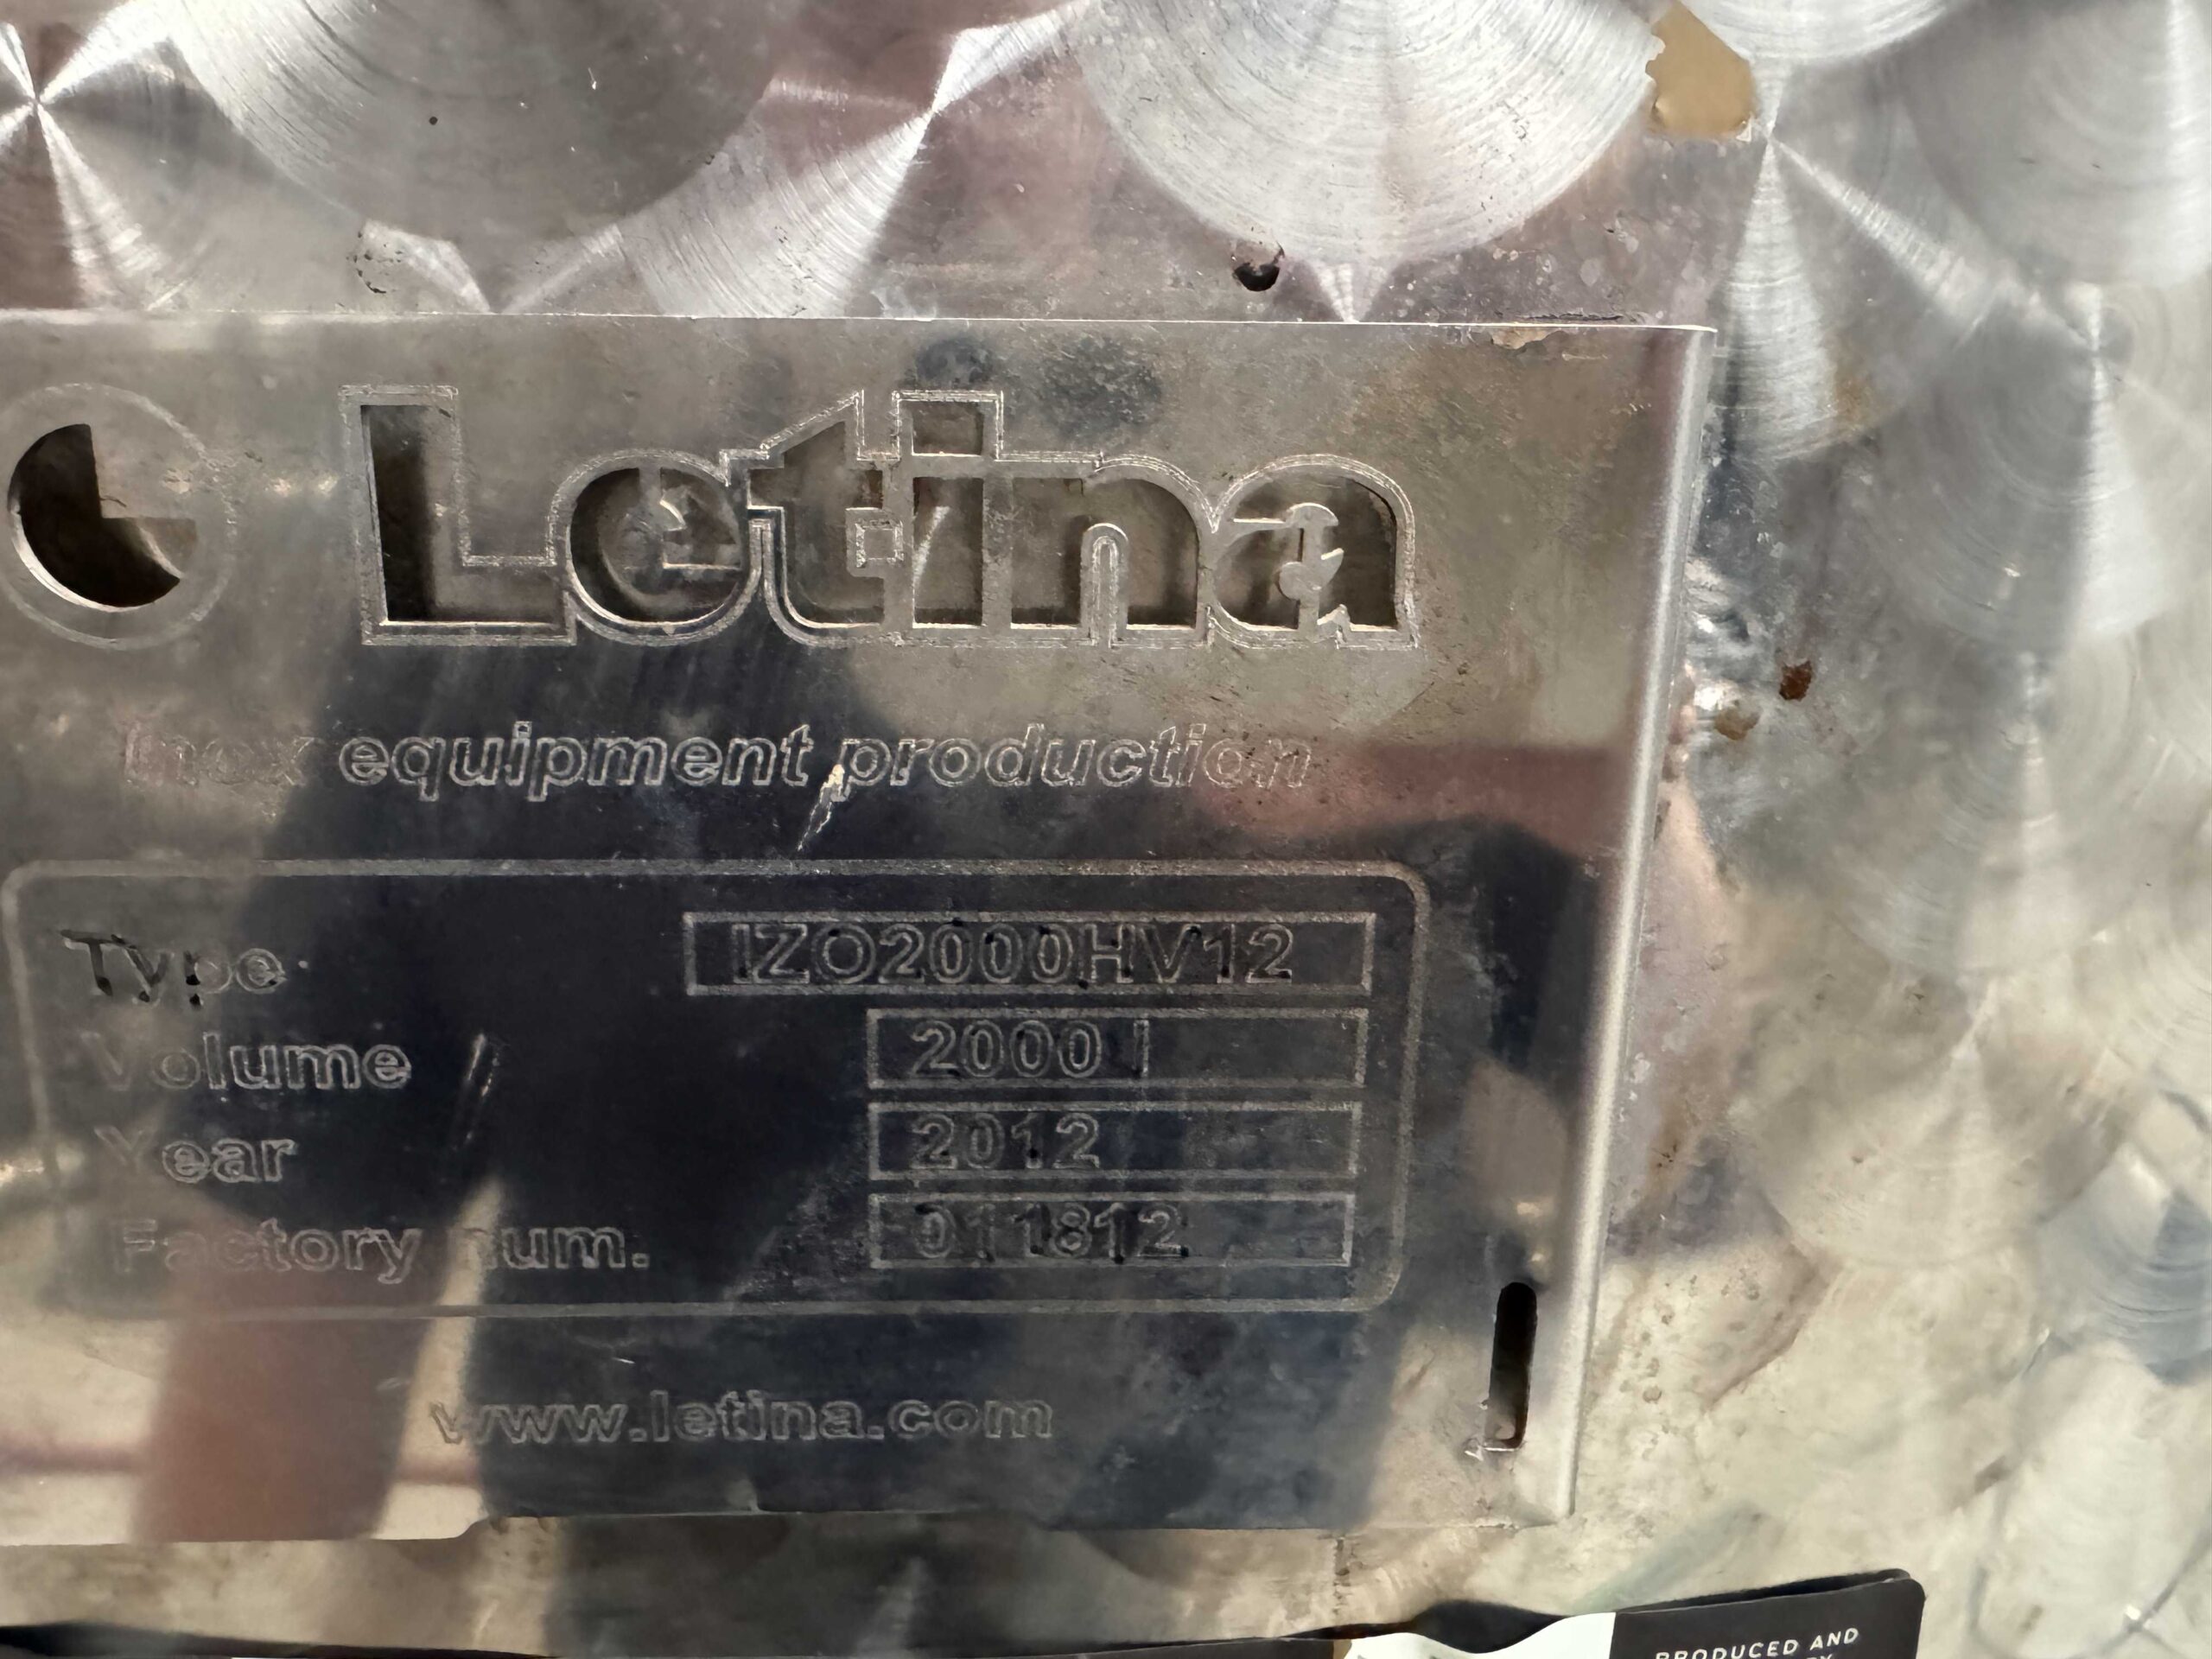 Letina
Inox equipment production
Type IZO2000HV12
Volume 2000 l
Year 2012
Factory num. 011812
www.letina.com
PRODUCED AND